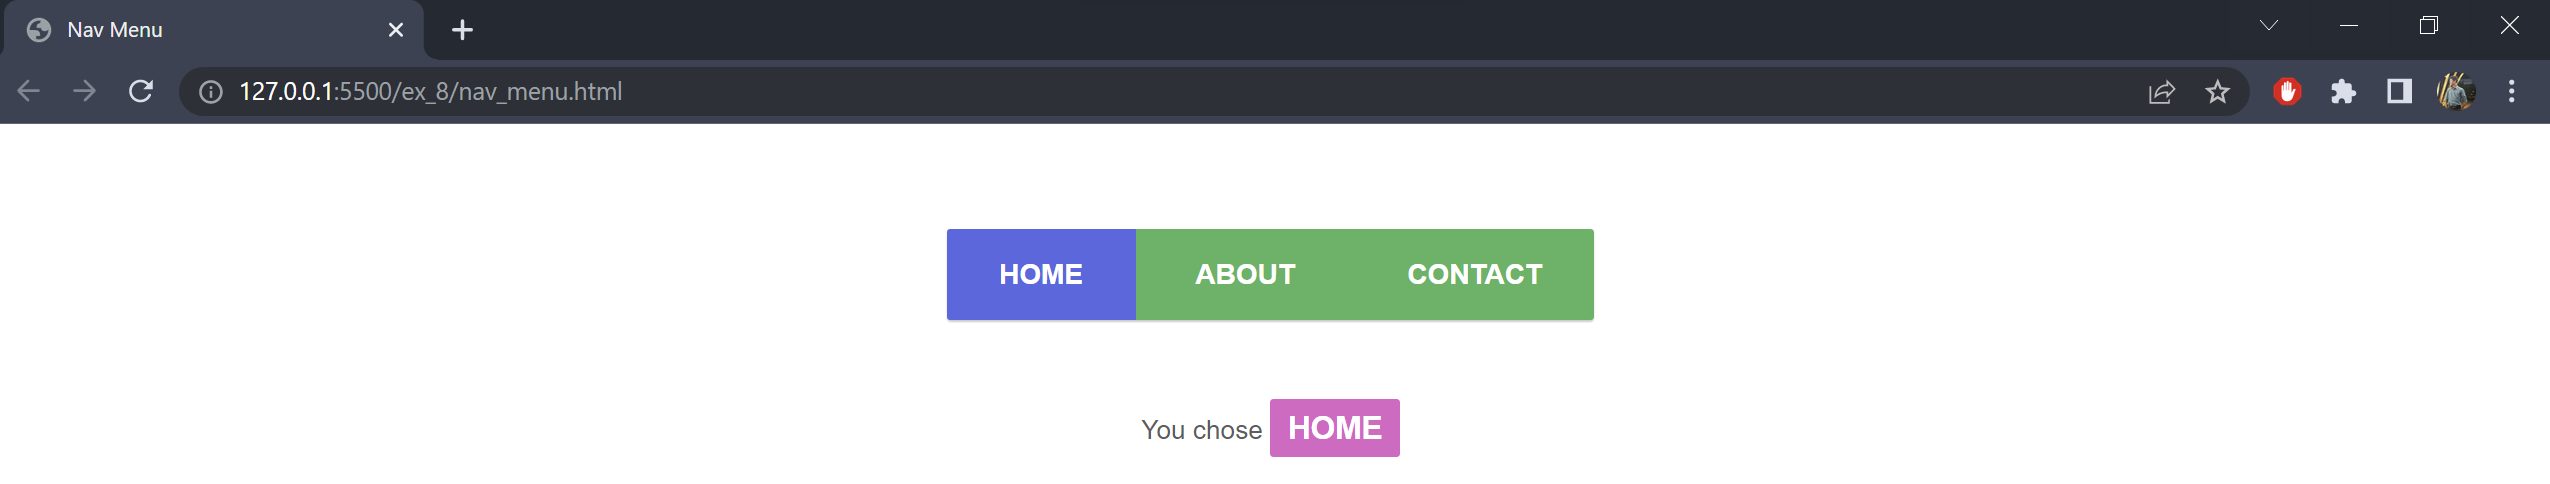 Nav Menu
127.0.0.1:5500/ex_8/nav_menu.html
HOME ABOUT CONTACT
You chose HOME